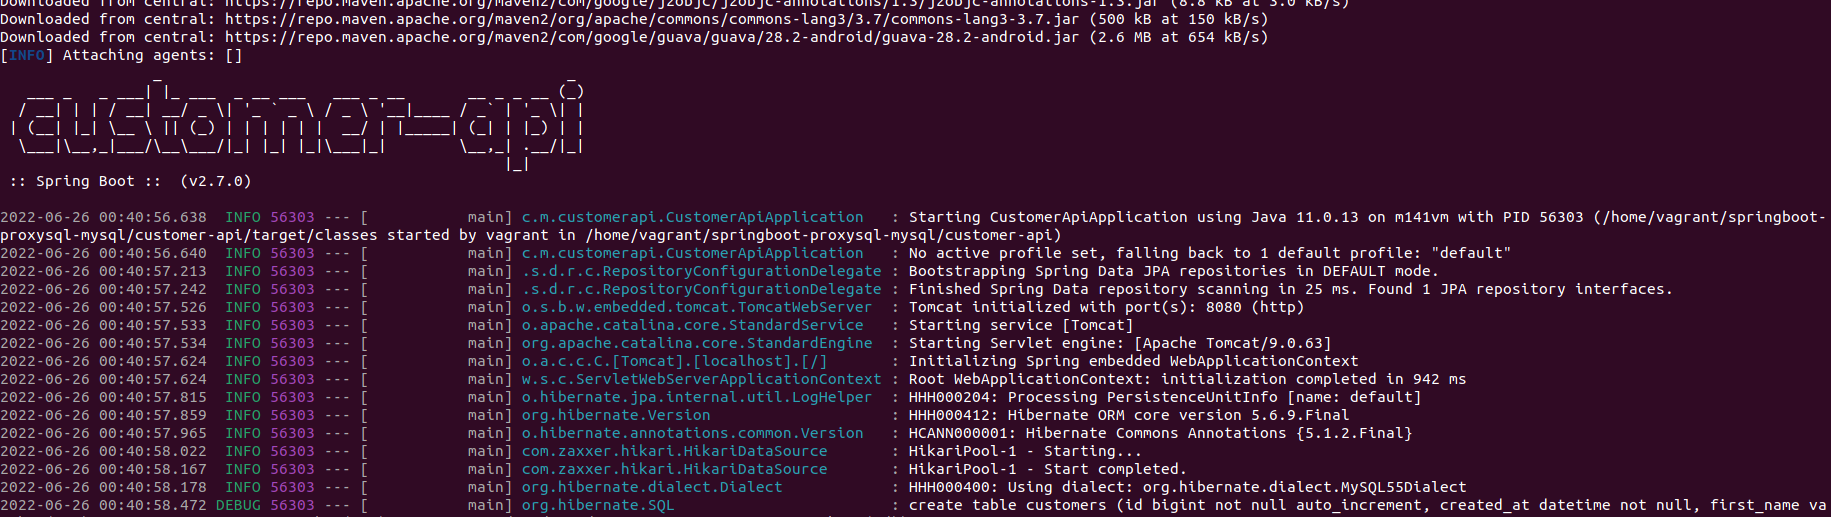 Downloaded from central: https://repo.maven.apache.org/maven2/com/google/j2objc/j2objc-annotations/1.3/j2objc-annotations-1.3.jar (8.8 kB at 3.0 kB/s)
Downloaded from central: https://repo.maven.apache.org/maven2/org/apache/commons/commons-lang3/3.7/commons-lang3-3.7.jar (500 kB at 150 kB/s)
Downloaded from central: https://repo.maven.apache.org/maven2/com/google/guava/guava/28.2-android/guava-28.2-android.jar (2.6 MB at 654 kB/s)
[INFO] Attaching agents: []
customer-api
:: Spring Boot ::  (v2.7.0)
2022-06-26 00:40:56.638  INFO 56303 --- [           main] c.m.customerapi.CustomerApiApplication   : Starting CustomerApiApplication using Java 11.0.13 on m141vm with PID 56303 (/home/vagrant/springboot-
proxysql-mysql/customer-api/target/classes started by vagrant in /home/vagrant/springboot-proxysql-mysql/customer-api)
2022-06-26 00:40:56.640  INFO 56303 --- [           main] c.m.customerapi.CustomerApiApplication   : No active profile set, falling back to 1 default profile: "default"
2022-06-26 00:40:57.213  INFO 56303 --- [           main] .s.d.r.c.RepositoryConfigurationDelegate : Bootstrapping Spring Data JPA repositories in DEFAULT mode.
2022-06-26 00:40:57.242  INFO 56303 --- [           main] .s.d.r.c.RepositoryConfigurationDelegate : Finished Spring Data repository scanning in 25 ms. Found 1 JPA repository interfaces.
2022-06-26 00:40:57.526  INFO 56303 --- [           main] o.s.b.w.embedded.tomcat.TomcatWebServer  : Tomcat initialized with port(s): 8080 (http)
2022-06-26 00:40:57.533  INFO 56303 --- [           main] o.apache.catalina.core.StandardService   : Starting service [Tomcat]
2022-06-26 00:40:57.534  INFO 56303 --- [           main] org.apache.catalina.core.StandardEngine  : Starting Servlet engine: [Apache Tomcat/9.0.63]
2022-06-26 00:40:57.624  INFO 56303 --- [           main] o.a.c.c.C.[Tomcat].[localhost].[/]       : Initializing Spring embedded WebApplicationContext
2022-06-26 00:40:57.624  INFO 56303 --- [           main] w.s.c.ServletWebServerApplicationContext : Root WebApplicationContext: initialization completed in 942 ms
2022-06-26 00:40:57.815  INFO 56303 --- [           main] o.hibernate.jpa.internal.util.LogHelper  : HHH000204: Processing PersistenceUnitInfo [name: default]
2022-06-26 00:40:57.859  INFO 56303 --- [           main] org.hibernate.Version                    : HHH000412: Hibernate ORM core version 5.6.9.Final
2022-06-26 00:40:57.965  INFO 56303 --- [           main] o.hibernate.annotations.common.Version   : HCANN000001: Hibernate Commons Annotations {5.1.2.Final}
2022-06-26 00:40:58.022  INFO 56303 --- [           main] com.zaxxer.hikari.HikariDataSource       : HikariPool-1 - Starting...
2022-06-26 00:40:58.167  INFO 56303 --- [           main] com.zaxxer.hikari.HikariDataSource       : HikariPool-1 - Start completed.
2022-06-26 00:40:58.178  INFO 56303 --- [           main] org.hibernate.dialect.Dialect            : HHH000400: Using dialect: org.hibernate.dialect.MySQL55Dialect
2022-06-26 00:40:58.472 DEBUG 56303 --- [           main] org.hibernate.SQL                        : create table customers (id bigint not null auto_increment, created_at datetime not null, first_name va